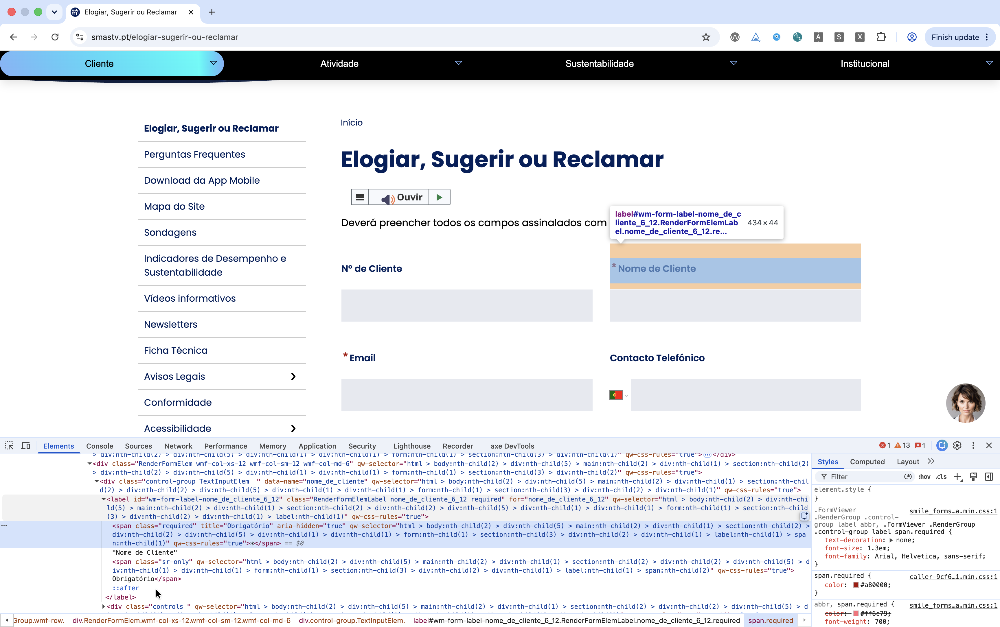 Elogiar, Sugerir ou Reclamar
smastv.pt/elogiar-sugerir-ou-reclamar
A
S
X
Finish update
Cliente
Atividade
Sustentabilidade
Institucional
Elogiar, Sugerir ou Reclamar
Perguntas Frequentes
Download da App Mobile
Mapa do Site
Sondagens
Indicadores de Desempenho e
Sustentabilidade
Vídeos informativos
Newsletters
Ficha Técnica
Avisos Legais
Conformidade
Acessibilidade
Início
Elogiar, Sugerir ou Reclamar
Ouvir
Deverá preencher todos os campos assinalados com
label#wm-form-label-nome_de_c
liente_6_12.RenderFormElemLab
el.nome_de_cliente_6_12.re...
434 × 44
Nº de Cliente
* Nome de Cliente
* Email
Contacto Telefónico
Elements
Console
Sources
Network
Performance
Memory
Application
Security
Lighthouse
Recorder
axe DevTools
1
13
1
> div:nth-child(2) > div:nth-child(5) > div:nth-child(1) > div:nth-child(1) > form:nth-child(1) > section:nth-child(3) > div:nth-child(1)" qw-css-rules="true">…</div>
<div class="RenderFormElem wmf-col-xs-12 wmf-col-sm-12 wmf-col-md-6" qw-selector="html > body:nth-child(2) > div:nth-child(5) > main:nth-child(2) > div:nth-child(1) > section:nth-child(2)
> div:nth-child(2) > div:nth-child(5) > div:nth-child(1) > div:nth-child(1) > form:nth-child(1) > section:nth-child(3) > div:nth-child(2)" qw-css-rules="true">
<div class="control-group TextInputElem  " data-name="nome_de_cliente" qw-selector="html > body:nth-child(2) > div:nth-child(5) > main:nth-child(2) > div:nth-child(1) > section:nth-chil
d(2) > div:nth-child(2) > div:nth-child(5) > div:nth-child(1) > div:nth-child(1) > form:nth-child(1) > section:nth-child(3) > div:nth-child(2) > div:nth-child(1)" qw-css-rules="true">
<label id="wm-form-label-nome_de_cliente_6_12" class="RenderFormElemLabel nome_de_cliente_6_12 required" for="nome_de_cliente_6_12" qw-selector="html > body:nth-child(2) > div:nth-chi
ld(5) > main:nth-child(2) > div:nth-child(1) > section:nth-child(2) > div:nth-child(2) > div:nth-child(5) > div:nth-child(1) > div:nth-child(1) > form:nth-child(1) > section:nth-child
(3) > div:nth-child(2) > div:nth-child(1) > label:nth-child(1)" qw-css-rules="true">
<span class="required" title="Obrigatório" aria-hidden="true" qw-selector="html > body:nth-child(2) > div:nth-child(5) > main:nth-child(2) > div:nth-child(1) > section:nth-child(2) >
div:nth-child(2) > div:nth-child(5) > div:nth-child(1) > div:nth-child(1) > form:nth-child(1) > section:nth-child(3) > div:nth-child(2) > div:nth-child(1) > label:nth-child(1) > spa
n:nth-child(1)" qw-css-rules="true">*</span> == $0
"Nome de Cliente"
<span class="sr-only" qw-selector="html > body:nth-child(2) > div:nth-child(5) > main:nth-child(2) > div:nth-child(1) > section:nth-child(2) > div:nth-child(2) > div:nth-child(5) > d
iv:nth-child(1) > div:nth-child(1) > form:nth-child(1) > section:nth-child(3) > div:nth-child(2) > div:nth-child(1) > label:nth-child(1) > span:nth-child(2)" qw-css-rules="true">
Obrigatório</span>
::after
</label>
<div class="controls " qw-selector="html > body:nth-child(2) > div:nth-child(5) > main:nth-child(2) > div:nth-child(1) > section:nth-child(2) > div:nth-child(2) > div:nth-child(5) > d
Group.wmf-row.
div.RenderFormElem.wmf-col-xs-12.wmf-col-sm-12.wmf-col-md-6
div.control-group.TextInputElem.
label#wm-form-label-nome_de_cliente_6_12.RenderFormElemLabel.nome_de_cliente_6_12.required
span.required
Styles
Computed
Layout
Filter
:hov
.cls
element.style {
}
.FormViewer
smile_forms…a.min.css:1
.RenderGroup .control-
group label abbr, .FormViewer .RenderGroup
.control-group label span.required {
text-decoration: none;
font-size: 1.3em;
font-family: Arial, Helvetica, sans-serif;
}
span.required {
caller-9cf6…1.min.css:1
color: #a80000;
}
abbr, span.required {
smile_forms…a.min.css:1
color: #ff6c79;
font-weight: 700;